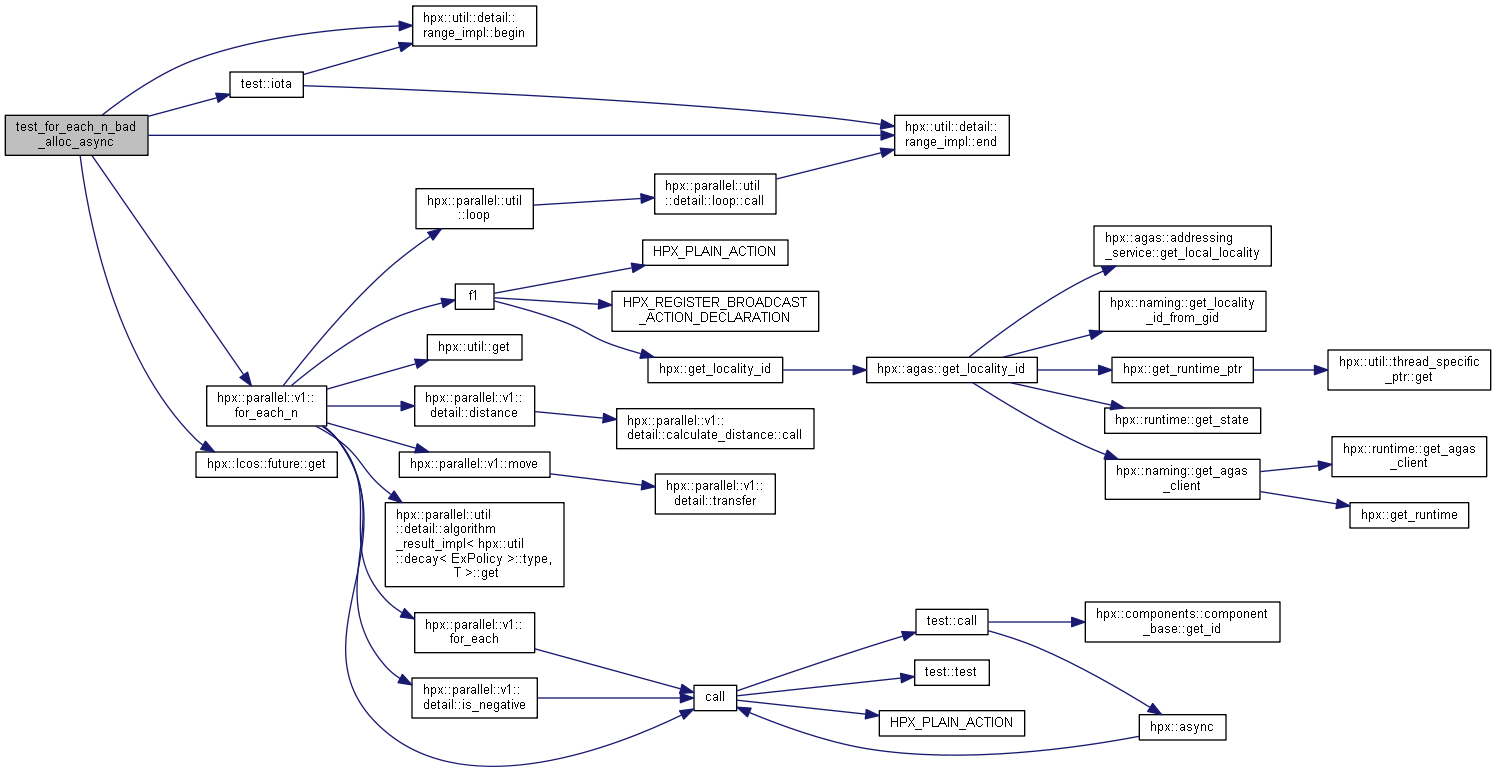 hpx::util::detail::
range_impl::begin
test::iota
test_for_each_n_bad
_alloc_async
hpx::util::detail::
range_impl::end
hpx::parallel::util
::loop
hpx::parallel::util
::detail::loop::call
HPX_PLAIN_ACTION
f1
HPX_REGISTER_BROADCAST
_ACTION_DECLARATION
hpx::get_locality_id
hpx::agas::get_locality_id
hpx::agas::addressing
_service::get_local_locality
hpx::naming::get_locality
_id_from_gid
hpx::get_runtime_ptr
hpx::util::thread_specific
_ptr::get
hpx::runtime::get_state
hpx::naming::get_agas
_client
hpx::runtime::get_agas
_client
hpx::get_runtime
hpx::util::get
hpx::parallel::v1::
for_each_n
hpx::parallel::v1::
detail::distance
hpx::parallel::v1::
detail::calculate_distance::call
hpx::lcos::future::get
hpx::parallel::v1::move
hpx::parallel::v1::
detail::transfer
hpx::parallel::util
::detail::algorithm
_result_impl< hpx::util
::decay< ExPolicy >::type,
T >::get
hpx::parallel::v1::
for_each
hpx::parallel::v1::
detail::is_negative
call
test::call
hpx::components::component
_base::get_id
test::test
HPX_PLAIN_ACTION
hpx::async